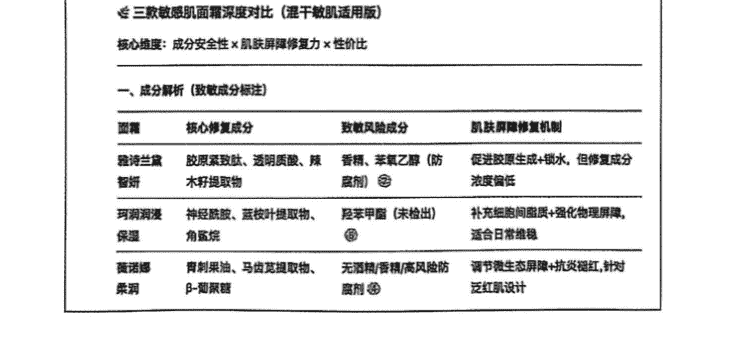 三款敏感肌面霜深度对比（混干敏肌适用版）
核心维度：成分安全性 × 肌肤屏障修复力 × 性价比
一、成分解析（致敏成分标注）
面霜 核心修复成分 致敏风险成分 肌肤屏障修复机制
雅诗兰黛 胶原紧致肽、透明质酸、辣 香精、苯氧乙醇（防 促进胶原生成+锁水，但修复成分
智妍 木籽提取物 腐剂） 浓度偏低
珂润润浸 神经酰胺、蓝桉叶提取物、 羟苯甲酯（未检出） 补充细胞间脂质+强化物理屏障，
保湿 角鲨烷 适合日常维稳
薇诺娜 青刺果油、马齿苋提取物、 无酒精/香精/高风险防 调节微生态屏障+抗炎褪红,针对
柔润 β-葡聚糖 腐剂 泛红肌设计